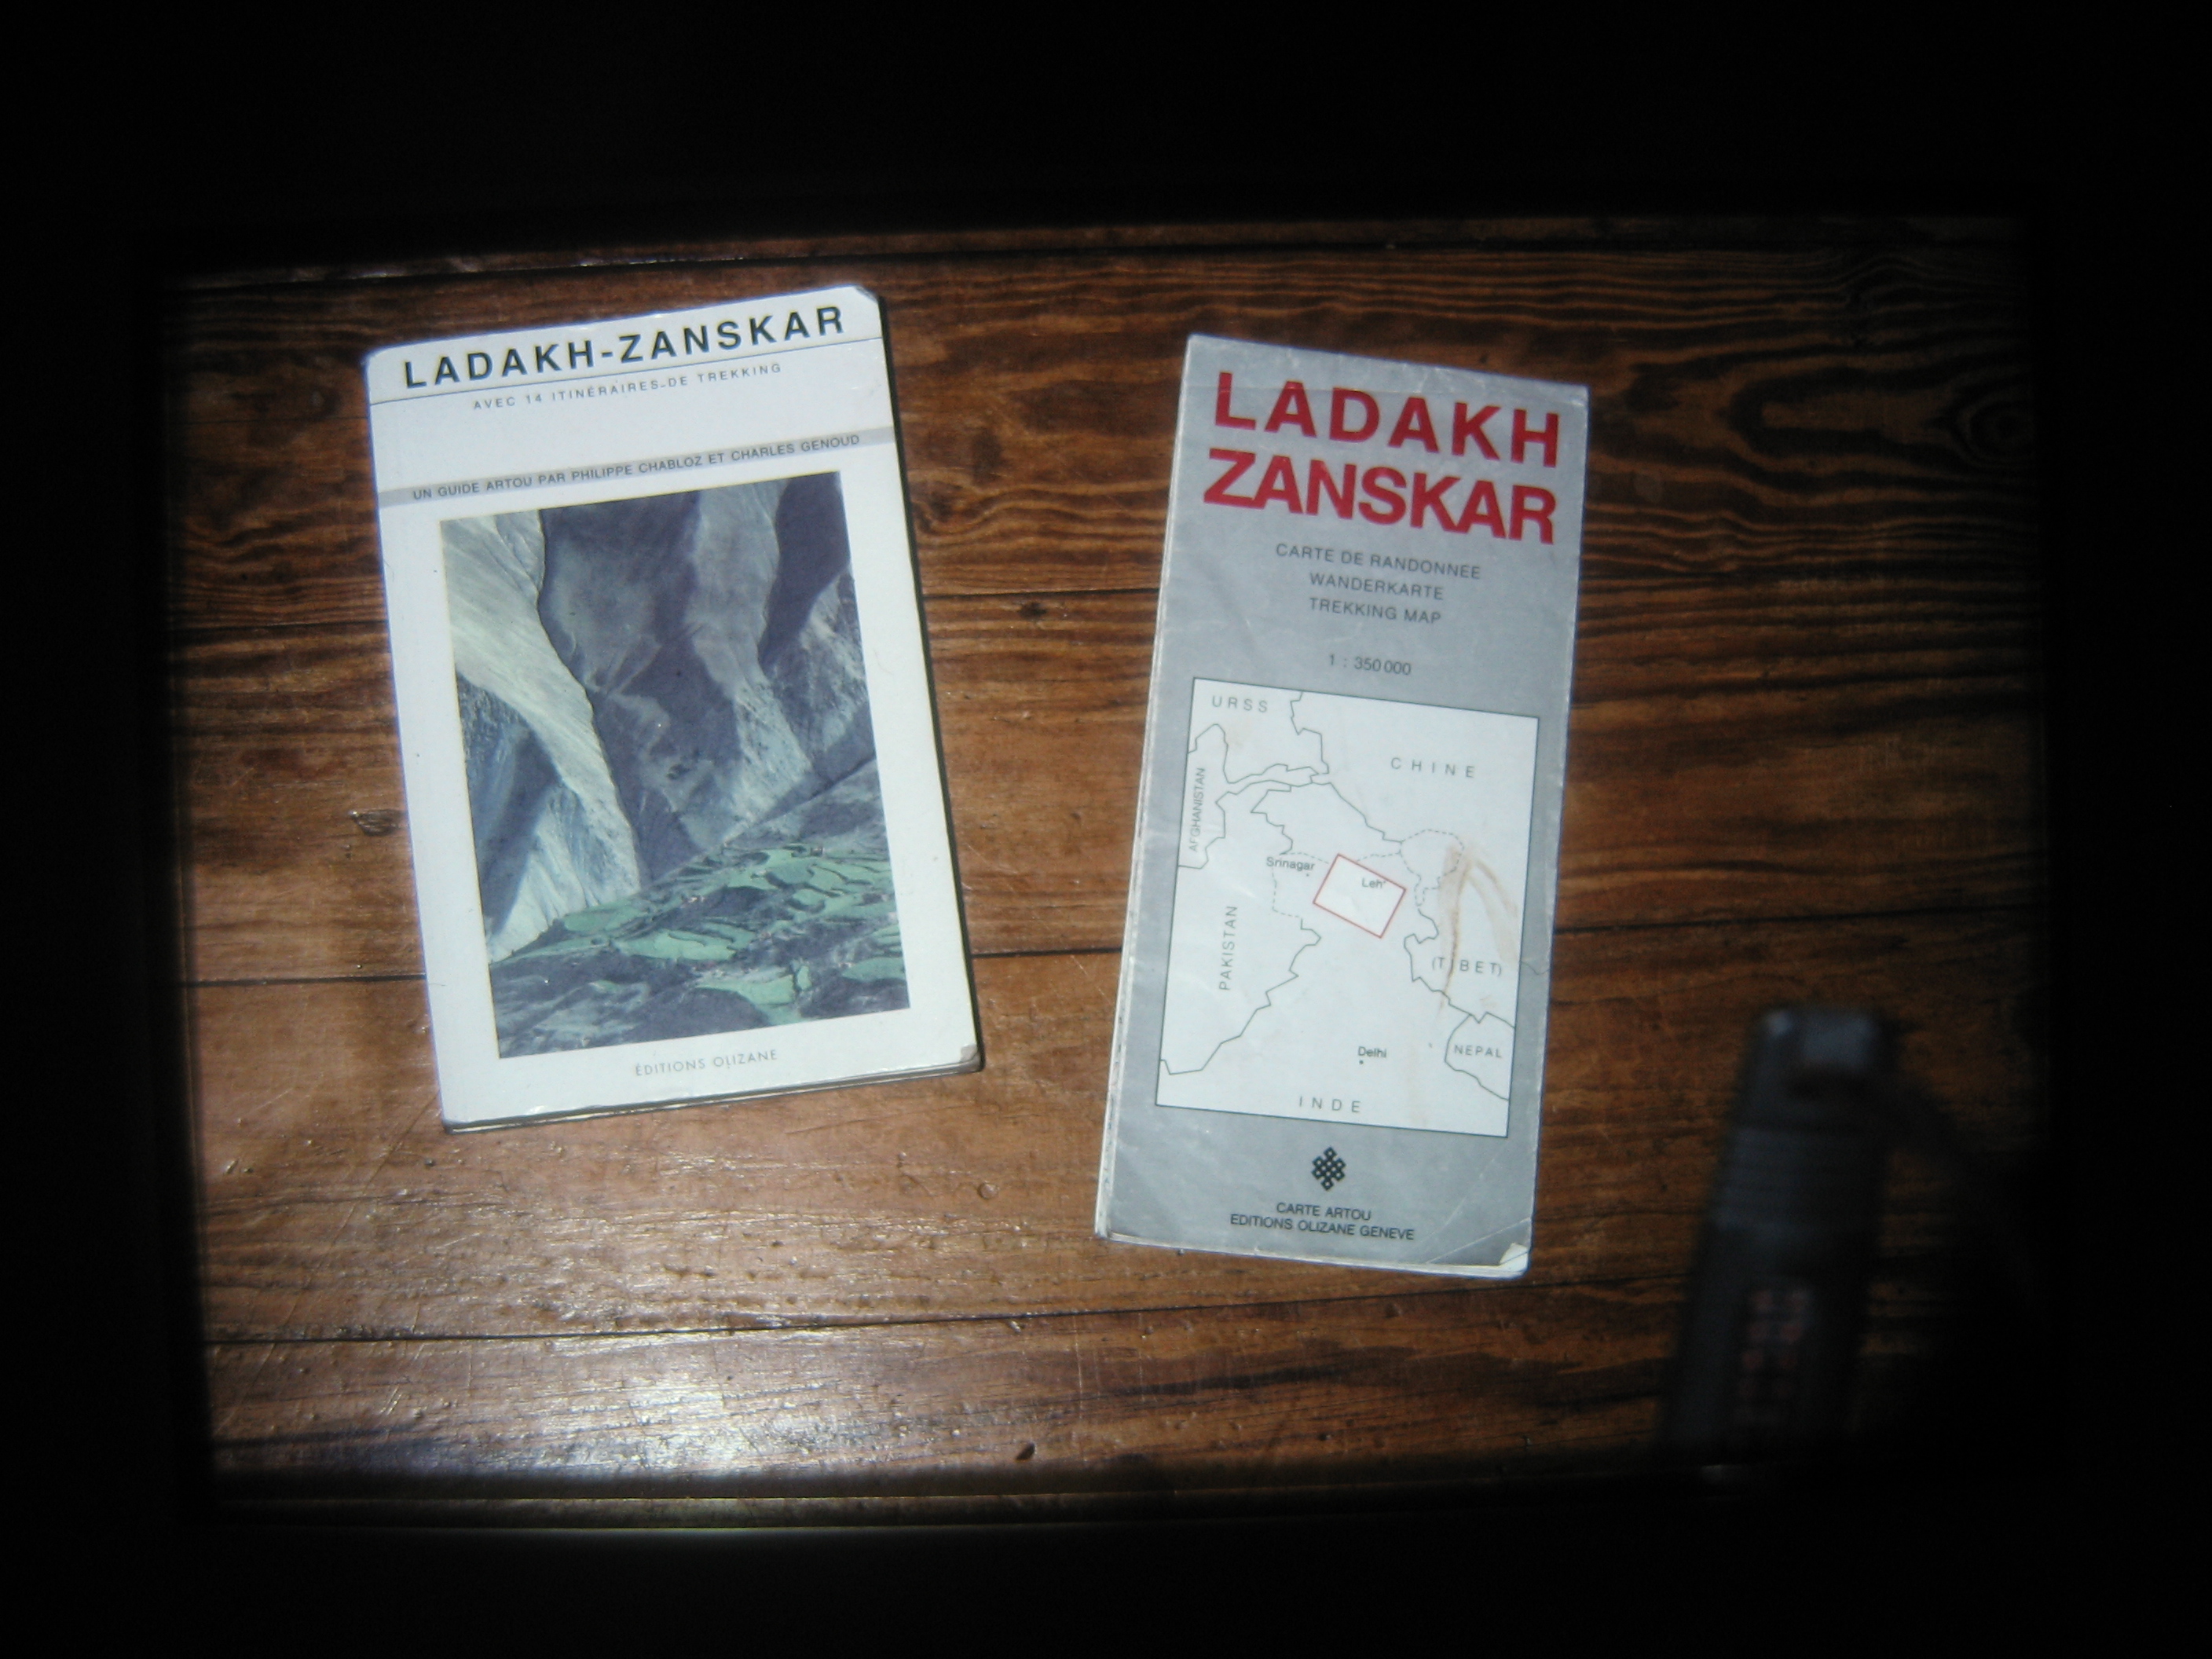 LADAKH-ZANSKAR
AVEC 14 ITINÉRAIRES DE TREKKING
UN GUIDE ARTOU PAR PHILIPPE CHABLOZ ET CHARLES GENOUD
ÉDITIONS OLIZANE
LADAKH
ZANSKAR
CARTE DE RANDONNEE
WANDERKARTE
TREKKING MAP
1 : 350 000
URSS
CHINE
AFGHANISTAN
Srinagar
Leh
PAKISTAN
(TIBET)
Delhi
NEPAL
INDE
CARTE ARTOU
EDITIONS OLIZANE GENEVE